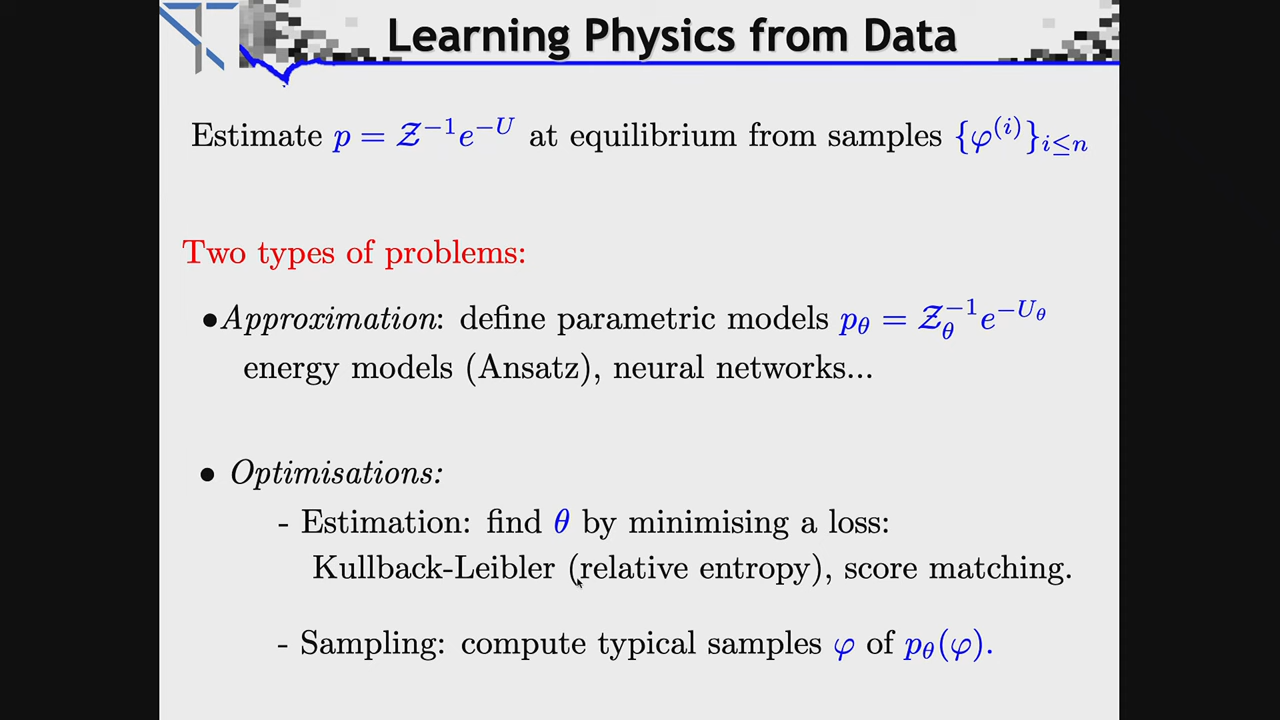 Learning Physics from Data
Estimate p = 𝒵⁻¹e^{−U} at equilibrium from samples {φ^{(i)}}_{i≤n}
Two types of problems:
•Approximation: define parametric models p_θ = 𝒵_θ^{−1}e^{−U_θ}
energy models (Ansatz), neural networks...
• Optimisations:
- Estimation: find θ by minimising a loss:
Kullback-Leibler (relative entropy), score matching.
- Sampling: compute typical samples φ of p_θ(φ).